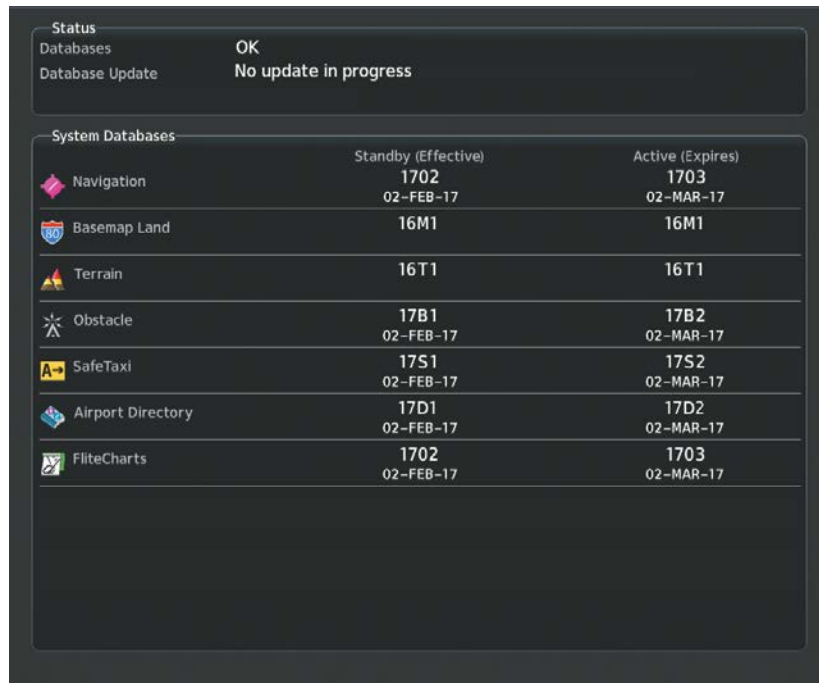 Status
Databases OK
Database Update No update in progress
System Databases
Standby (Effective) Active (Expires)
Navigation 1702 1703
02-FEB-17 02-MAR-17
80 Basemap Land 16M1 16M1
Terrain 16T1 16T1
Obstacle 17B1 17B2
02-FEB-17 02-MAR-17
A→ SafeTaxi 17S1 17S2
02-FEB-17 02-MAR-17
Airport Directory 17D1 17D2
02-FEB-17 02-MAR-17
FliteCharts 1702 1703
02-FEB-17 02-MAR-17